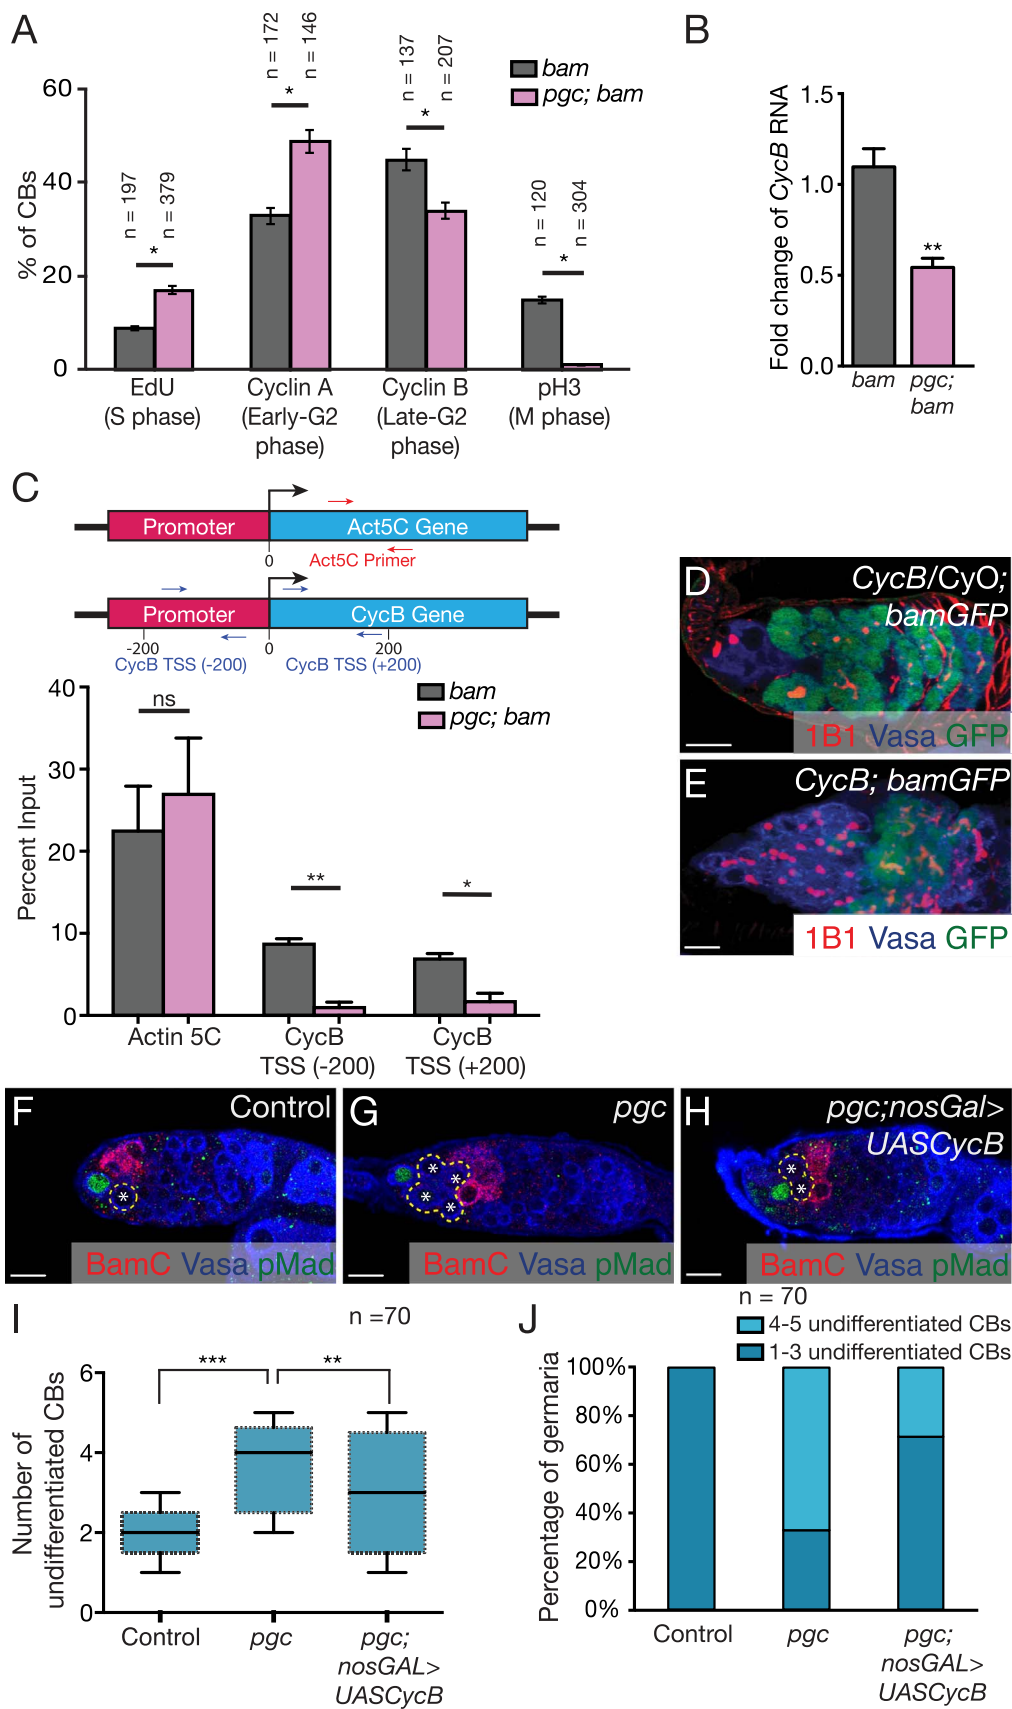 A
n = 172
n = 146
n = 137
n = 207
bam
pgc; bam
60
40
20
0
% of CBs
n = 197
n = 379
n = 120
n = 304
*
*
*
*
EdU
(S phase)
Cyclin A
(Early-G2
phase)
Cyclin B
(Late-G2
phase)
pH3
(M phase)
B
Fold change of CycB RNA
1.5
1.0
0.5
0.0
**
bam
pgc;
bam
C
Promoter
Act5C Gene
0
Act5C Primer
Promoter
CycB Gene
-200
0
200
CycB TSS (-200)
CycB TSS (+200)
bam
pgc; bam
Percent Input
40
30
20
10
0
ns
**
*
Actin 5C
CycB
TSS (-200)
CycB
TSS (+200)
D
CycB/CyO;
bamGFP
1B1 Vasa GFP
E
CycB; bamGFP
1B1 Vasa GFP
F
Control
*
BamC Vasa pMad
G
pgc
*
*
*
*
BamC Vasa pMad
H
pgc;nosGal>
UASCycB
*
*
BamC Vasa pMad
I
n =70
Number of
undifferentiated CBs
6
4
2
0
***
**
Control
pgc
pgc;
nosGAL>
UASCycB
J
n = 70
4-5 undifferentiated CBs
1-3 undifferentiated CBs
Percentage of germaria
100%
80%
60%
40%
20%
0%
Control
pgc
pgc;
nosGAL>
UASCycB